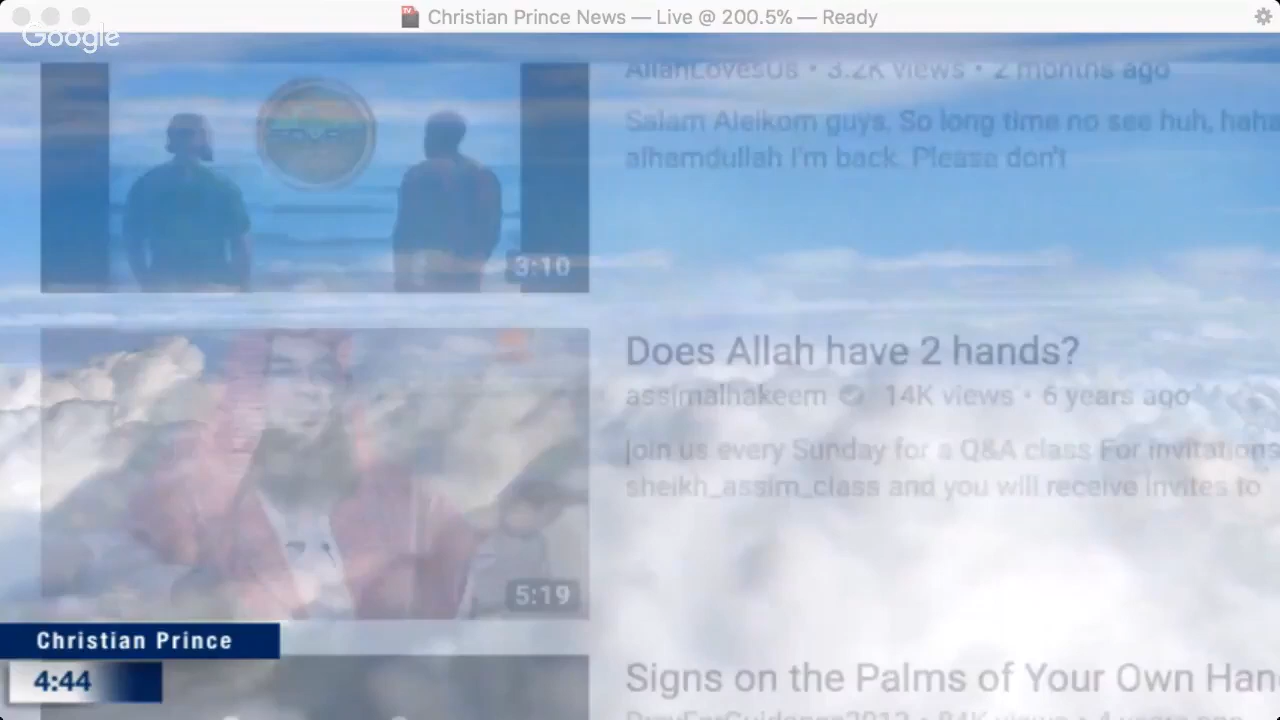 Christian Prince News — Live @ 200.5% — Ready
Google
AllahLovesUs • 3.2K views • 2 months ago
Salam Aleikom guys. So long time no see huh, haha
alhamdullah I'm back. Please don't
3:10
Does Allah have 2 hands?
assimalhakeem 14K views • 6 years ago
Join us every Sunday for a Q&A class For invitations
sheikh_assim_class and you will receive invites to
5:19
Christian Prince
4:44
Signs on the Palms of Your Own Han